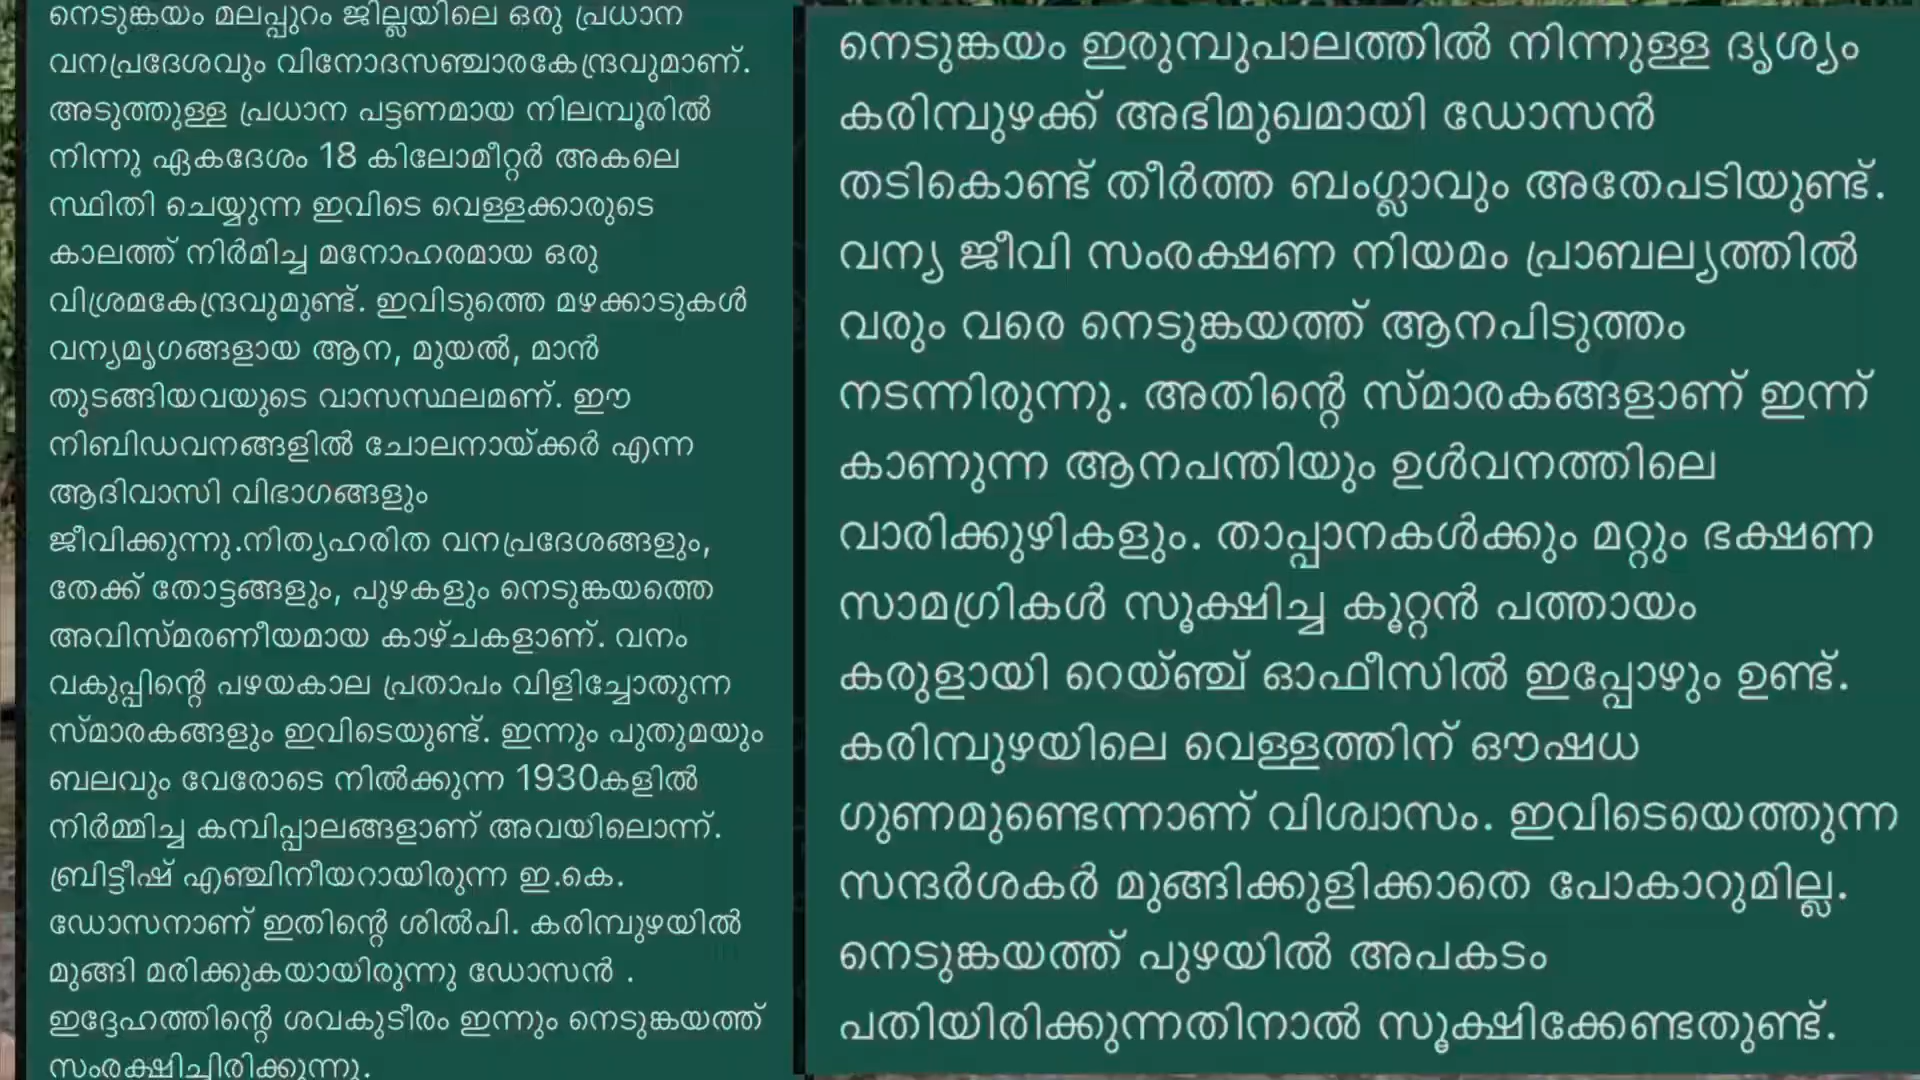 നെടുങ്കയം മലപ്പുറം ജില്ലയിലെ ഒരു പ്രധാന
വനപ്രദേശവും വിനോദസഞ്ചാരകേന്ദ്രവുമാണ്.
അടുത്തുള്ള പ്രധാന പട്ടണമായ നിലമ്പൂരിൽ
നിന്നു ഏകദേശം 18 കിലോമീറ്റർ അകലെ
സ്ഥിതി ചെയ്യുന്ന ഇവിടെ വെള്ളക്കാരുടെ
കാലത്ത് നിർമിച്ച മനോഹരമായ ഒരു
വിശ്രമകേന്ദ്രവുമുണ്ട്. ഇവിടുത്തെ മഴക്കാടുകൾ
വന്യമൃഗങ്ങളായ ആന, മുയൽ, മാൻ
തുടങ്ങിയവയുടെ വാസസ്ഥലമണ്. ഈ
നിബിഡവനങ്ങളിൽ ചോലനായ്ക്കർ എന്ന
ആദിവാസി വിഭാഗങ്ങളും
ജീവിക്കുന്നു.നിത്യഹരിത വനപ്രദേശങ്ങളും,
തേക്ക് തോട്ടങ്ങളും, പുഴകളും നെടുങ്കയത്തെ
അവിസ്മരണീയമായ കാഴ്ചകളാണ്. വനം
വകുപ്പിന്റെ പഴയകാല പ്രതാപം വിളിച്ചോതുന്ന
സ്മാരകങ്ങളും ഇവിടെയുണ്ട്. ഇന്നും പുതുമയും
ബലവും വേരോടെ നിൽക്കുന്ന 1930കളിൽ
നിർമ്മിച്ച കമ്പിപ്പാലങ്ങളാണ് അവയിലൊന്ന്.
ബ്രിട്ടീഷ് എഞ്ചിനീയറായിരുന്ന ഇ.കെ.
ഡോസനാണ് ഇതിന്റെ ശിൽപി. കരിമ്പുഴയിൽ
മുങ്ങി മരിക്കുകയായിരുന്നു ഡോസൻ .
ഇദ്ദേഹത്തിന്റെ ശവകുടീരം ഇന്നും നെടുങ്കയത്ത്
സംരക്ഷിച്ചിരിക്കുന്നു.
നെടുങ്കയം ഇരുമ്പുപാലത്തിൽ നിന്നുള്ള ദൃശ്യം
കരിമ്പുഴക്ക് അഭിമുഖമായി ഡോസൻ
തടികൊണ്ട് തീർത്ത ബംഗ്ലാവും അതേപടിയുണ്ട്.
വന്യ ജീവി സംരക്ഷണ നിയമം പ്രാബല്യത്തിൽ
വരും വരെ നെടുങ്കയത്ത് ആനപിടുത്തം
നടന്നിരുന്നു. അതിന്റെ സ്മാരകങ്ങളാണ് ഇന്ന്
കാണുന്ന ആനപന്തിയും ഉൾവനത്തിലെ
വാരിക്കുഴികളും. താപ്പാനകൾക്കും മറ്റും ഭക്ഷണ
സാമഗ്രികൾ സൂക്ഷിച്ച കൂറ്റൻ പത്തായം
കരുളായി റെയ്ഞ്ച് ഓഫീസിൽ ഇപ്പോഴും ഉണ്ട്.
കരിമ്പുഴയിലെ വെള്ളത്തിന് ഔഷധ
ഗുണമുണ്ടെന്നാണ് വിശ്വാസം. ഇവിടെയെത്തുന്ന
സന്ദർശകർ മുങ്ങിക്കുളിക്കാതെ പോകാറുമില്ല.
നെടുങ്കയത്ത് പുഴയിൽ അപകടം
പതിയിരിക്കുന്നതിനാൽ സൂക്ഷിക്കേണ്ടതുണ്ട്.